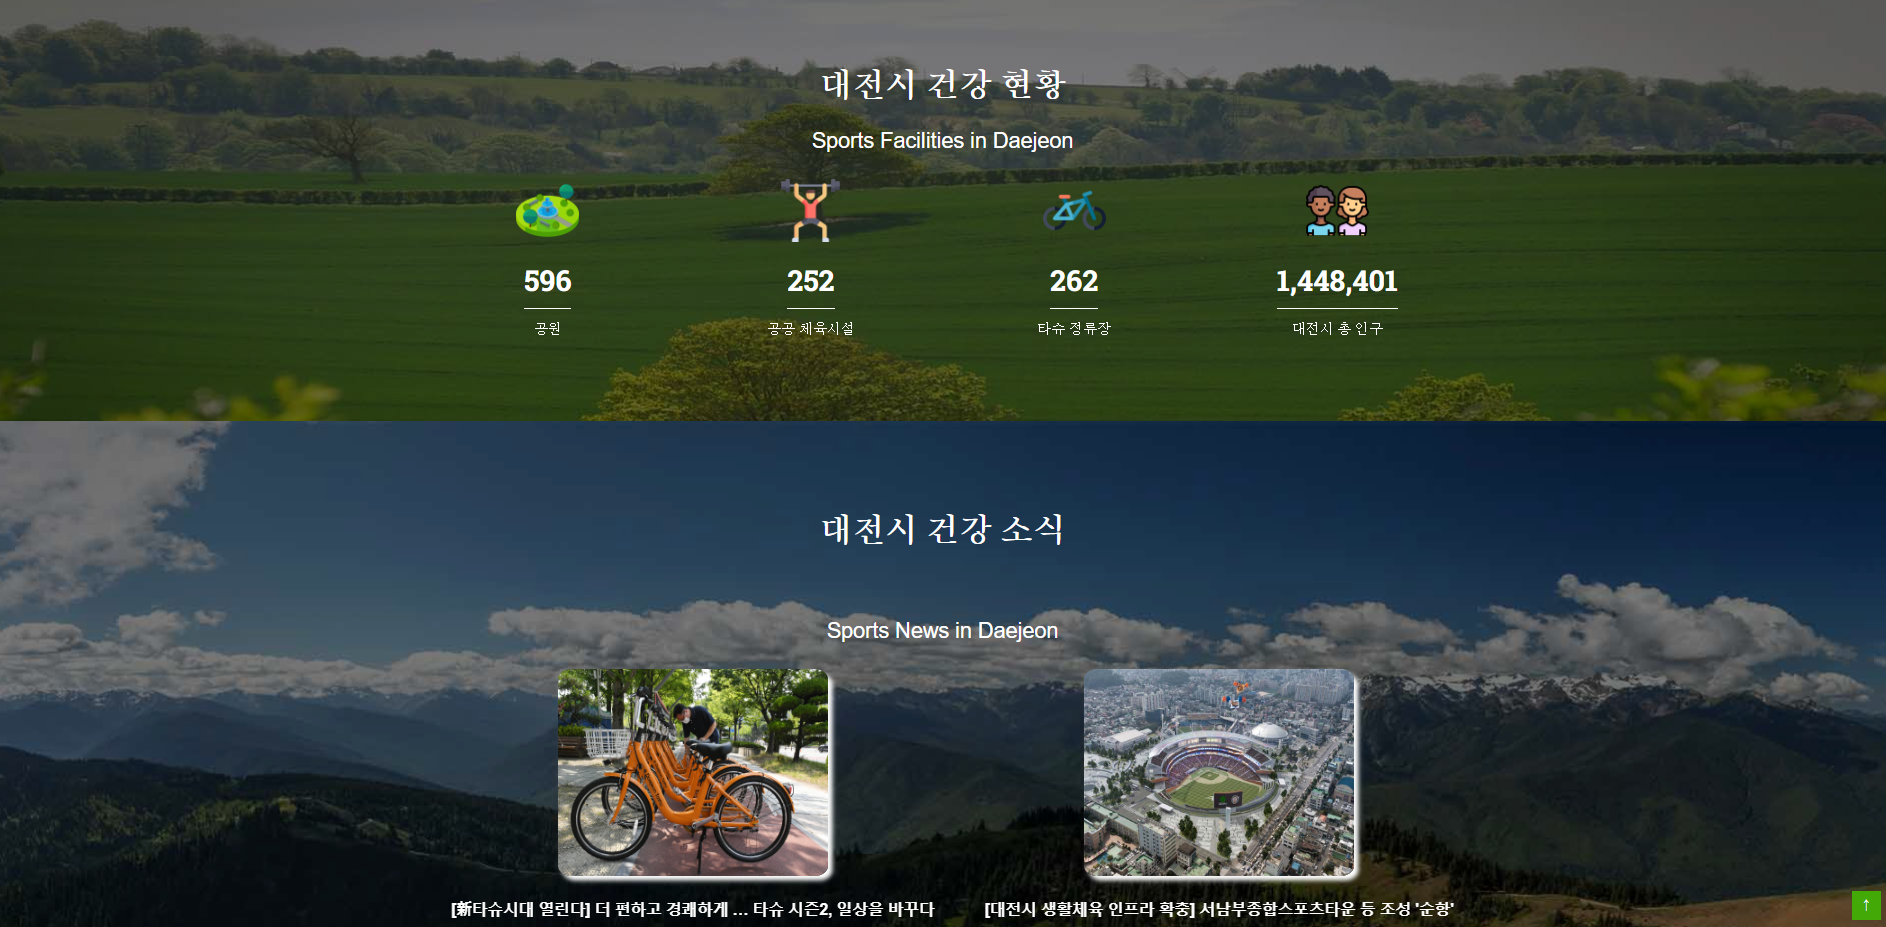 대전시 건강 현황
Sports Facilities in Daejeon
596
252
262
1,448,401
공원
공공 체육시설
타슈 정류장
대전시 총 인구
대전시 건강 소식
Sports News in Daejeon
[新타슈시대 열린다] 더 편하고 경쾌하게 ... 타슈 시즌2, 일상을 바꾸다
[대전시 생활체육 인프라 확충] 서남부종합스포츠타운 등 조성 '순항'
↑